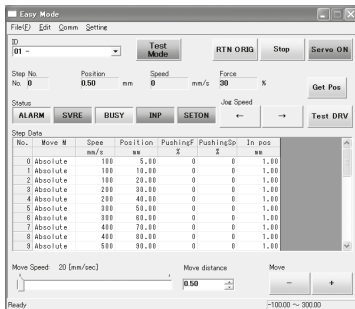 Easy Mode
File(F) Edit Comm Setting
ID
01 -
Test Mode
RTN ORIG
Stop
Servo ON
Step No. Position Speed Force
No. 0 0.50 mm 0 mm/s 30 %
Get Pos
Status
Jog Speed
ALARM SVRE BUSY INP SETON ← → Test DRV
Step Data
No. Move M Spee Position PushingF PushingSp In pos
mm/s mm % % mm
0 Absolute 100 5.00 0 0 1.00
1 Absolute 100 10.00 0 0 1.00
2 Absolute 100 20.00 0 0 1.00
3 Absolute 200 30.00 0 0 1.00
4 Absolute 200 40.00 0 0 1.00
5 Absolute 300 50.00 0 0 1.00
6 Absolute 300 60.00 0 0 1.00
7 Absolute 400 70.00 0 0 1.00
8 Absolute 400 80.00 0 0 1.00
9 Absolute 500 90.00 0 0 1.00
Move Speed: 20 [mm/sec]
Move distance
Move
0.50
- +
Ready
-100.00 ~ 300.00